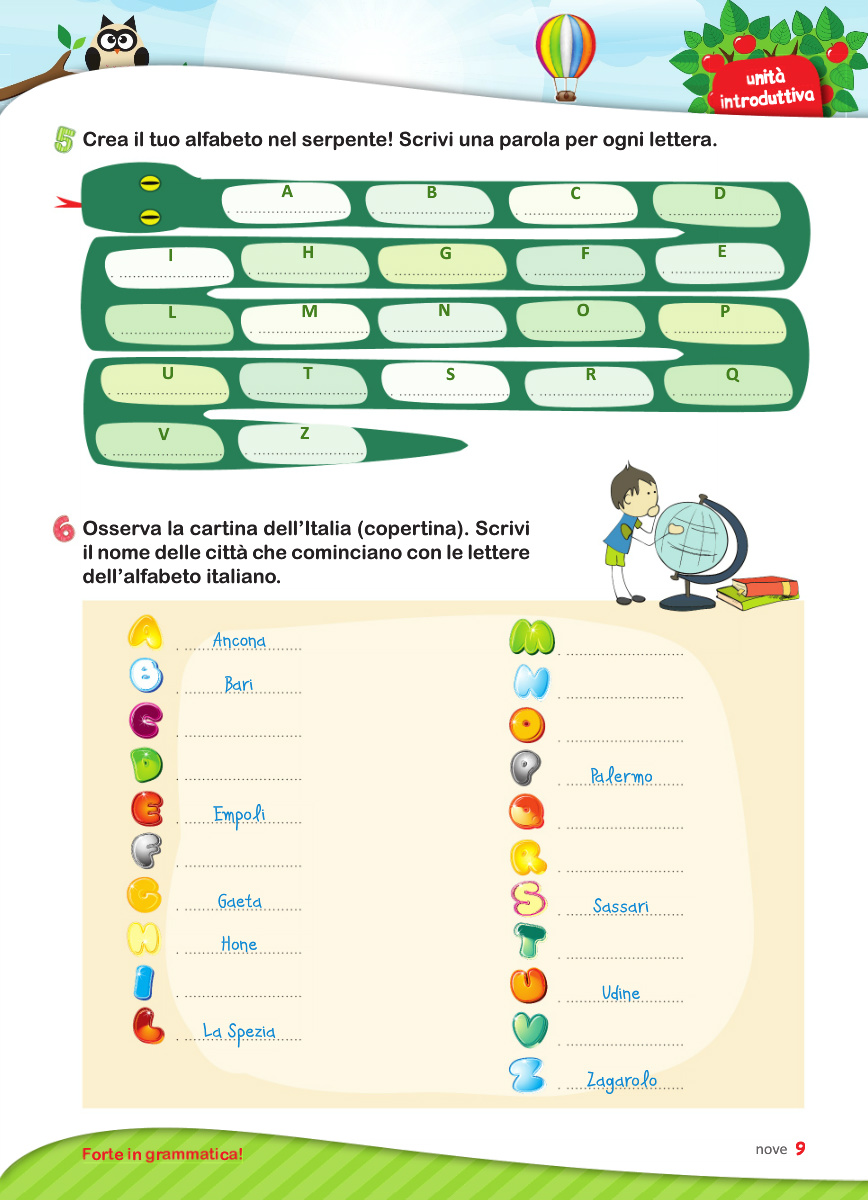 unità
introduttiva
5 Crea il tuo alfabeto nel serpente! Scrivi una parola per ogni lettera.
A B C D
I H G F E
L M N O P
U T S R Q
V Z
6 Osserva la cartina dell'Italia (copertina). Scrivi
il nome delle città che cominciano con le lettere
dell'alfabeto italiano.
A Ancona
B Bari
C
D
E Empoli
F
G Gaeta
H Hone
I
L La Spezia
M
N
O
P Palermo
Q
R
S Sassari
T
U Udine
V
Z Zagarolo
Forte in grammatica!
nove 9